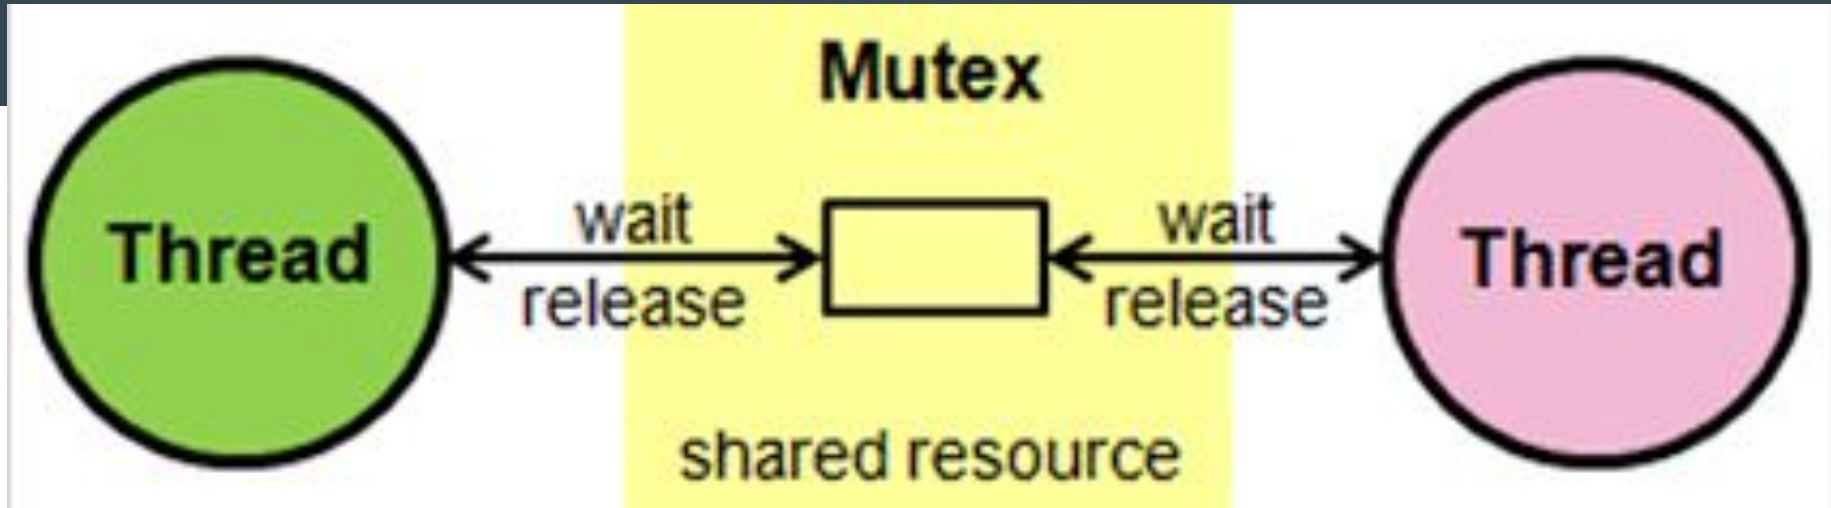 Mutex
Thread
wait
release
wait
release
Thread
shared resource